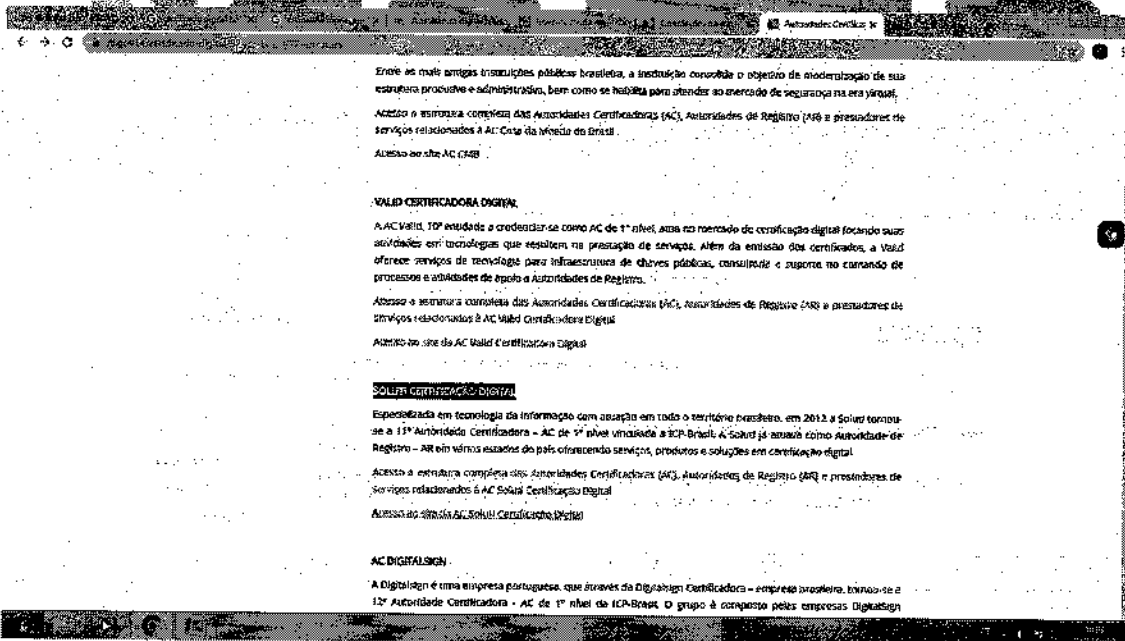 Autoridades Certificac
Entre as mais antigas instituições públicas brasileira, a instituição consolida o objetivo de modernização de sua
estrutura produtiva e administrativa, bem como se habilita para atender ao mercado de segurança na era virtual.
Acesso a estrutura completa das Autoridades Certificadoras (AC), Autoridades de Registro (AR) e prestadores de
serviços relacionados à AC Casa da Moeda do Brasil.
Acesso ao site AC CMB
VALID CERTIFICADORA DIGITAL
A AC Valid, 10ª entidade a credenciar-se como AC de 1º nível, atua no mercado de certificação digital focando suas
atividades em tecnologias que resultem na prestação de serviços. Além da emissão dos certificados, a Valid
oferece serviços de tecnologia para infraestrutura de chaves públicas, consultoria e suporte no comando de
processos e atividades de apoio a Autoridades de Registro.
Acesso a estrutura completa das Autoridades Certificadoras (AC), Autoridades de Registro (AR) e prestadores de
serviços relacionados à AC Valid Certificadora Digital
Acesso ao site da AC Valid Certificadora Digital
SOLUTI CERTIFICAÇÃO DIGITAL
Especializada em tecnologia da informação com atuação em todo o território brasileiro, em 2012 a Soluti tornou-
se a 11ª Autoridade Certificadora – AC de 1º nível vinculada a ICP-Brasil. A Soluti já atuava como Autoridade de
Registro – AR em vários estados do país oferecendo serviços, produtos e soluções em certificação digital.
Acesso a estrutura completa das Autoridades Certificadoras (AC), Autoridades de Registro (AR) e prestadores de
serviços relacionados à AC Soluti Certificação Digital
Acesso ao site da AC Soluti Certificação Digital
AC DIGITALSIGN
A Digitalsign é uma empresa portuguesa, que através da Digitalsign Certificadora – empresa brasileira, tornou-se a
12ª Autoridade Certificadora - AC de 1º nível da ICP-Brasil. O grupo é composto pelas empresas DigitalSign